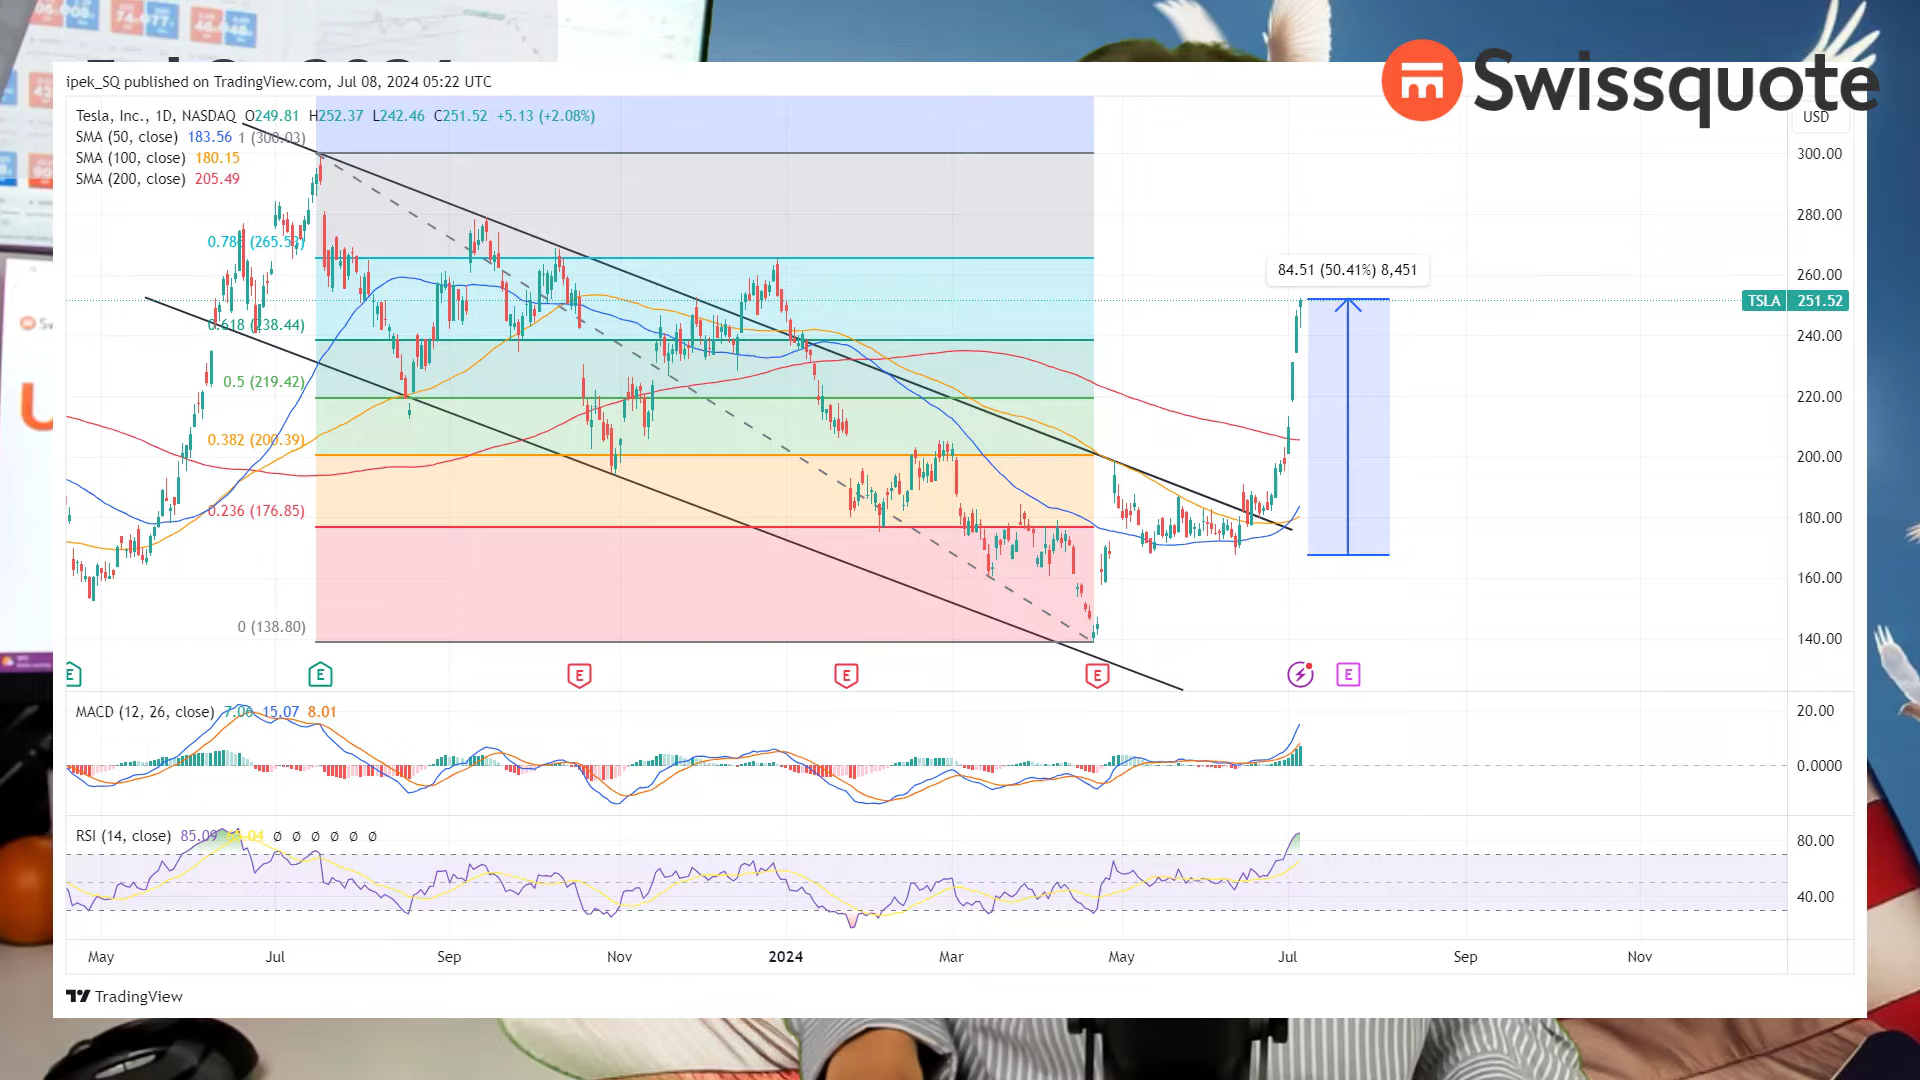 Swissquote
ipek_SQ published on TradingView.com, Jul 08, 2024 05:22 UTC
Tesla, Inc., 1D, NASDAQ O249.81 H252.37 L242.46 C251.52 +5.13 (+2.08%)
SMA (50, close) 183.56
SMA (100, close) 180.15
SMA (200, close) 205.49
1 (300.03)
0.786 (265.53)
0.618 (238.44)
0.5 (219.42)
0.382 (200.39)
0.236 (176.85)
0 (138.80)
84.51 (50.41%) 8,451
USD
300.00
280.00
260.00
TSLA 251.52
240.00
220.00
200.00
180.00
160.00
140.00
E E E E E E
MACD (12, 26, close) 7.06 15.07 8.01
20.00
0.0000
RSI (14, close) 85.09 Ø Ø Ø Ø Ø Ø
80.00
40.00
May Jul Sep Nov 2024 Mar May Jul Sep Nov
TradingView